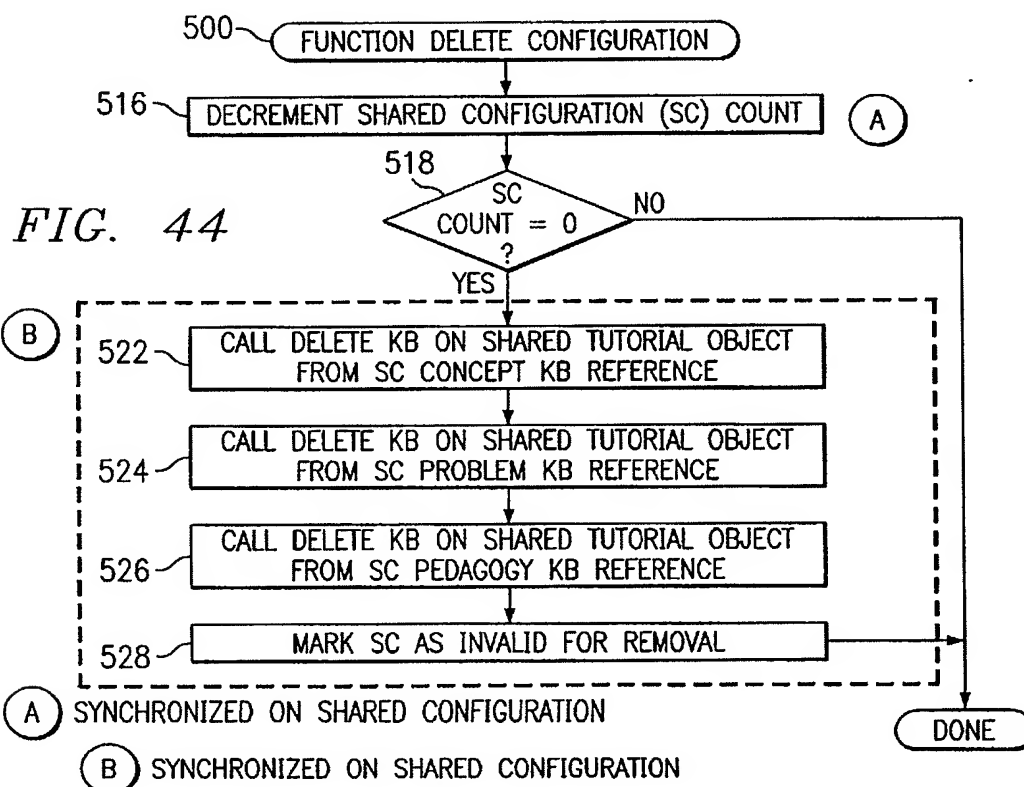 500
FUNCTION DELETE CONFIGURATION
516
DECREMENT SHARED CONFIGURATION (SC) COUNT
A
518
SC
COUNT = 0
?
NO
YES
FIG. 44
B
522
CALL DELETE KB ON SHARED TUTORIAL OBJECT
FROM SC CONCEPT KB REFERENCE
524
CALL DELETE KB ON SHARED TUTORIAL OBJECT
FROM SC PROBLEM KB REFERENCE
526
CALL DELETE KB ON SHARED TUTORIAL OBJECT
FROM SC PEDAGOGY KB REFERENCE
528
MARK SC AS INVALID FOR REMOVAL
A SYNCHRONIZED ON SHARED CONFIGURATION
DONE
B SYNCHRONIZED ON SHARED CONFIGURATION